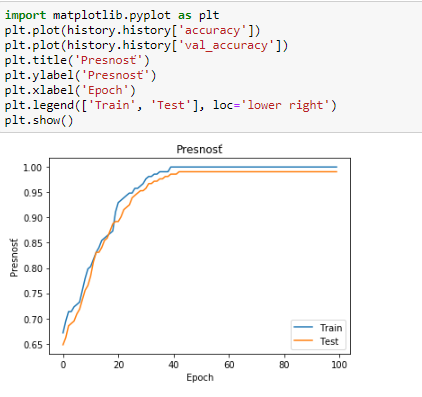 import matplotlib.pyplot as plt
plt.plot(history.history['accuracy'])
plt.plot(history.history['val_accuracy'])
plt.title('Presnosť')
plt.ylabel('Presnosť')
plt.xlabel('Epoch')
plt.legend(['Train', 'Test'], loc='lower right')
plt.show()
Presnosť
1.00
0.95
0.90
0.85
0.80
0.75
0.70
0.65
Presnosť
Train
Test
0 20 40 60 80 100
Epoch